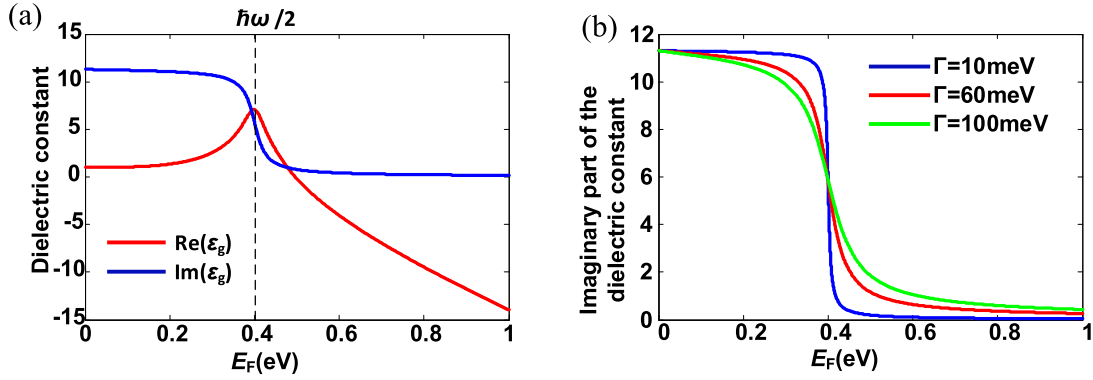 (a)
ħω /2
15
10
5
0
-5
-10
-15
Dielectric constant
Re(εg)
Im(εg)
0
0.2
0.4
0.6
0.8
1
EF(eV)
(b)
12
10
8
6
4
2
0
Imaginary part of the
dielectric constant
Γ=10meV
Γ=60meV
Γ=100meV
0
0.2
0.4
0.6
0.8
1
EF(eV)